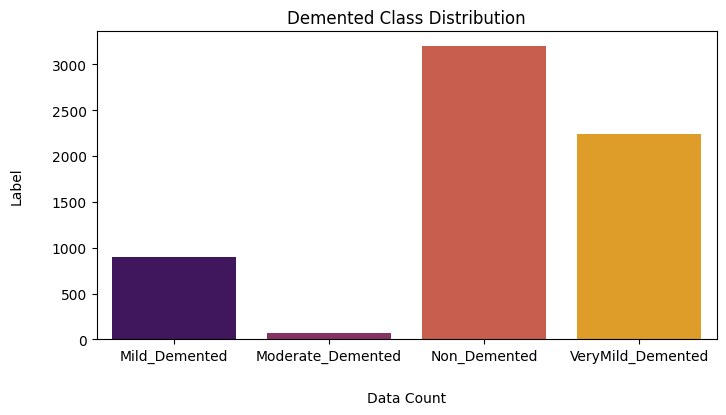 Demented Class Distribution
3000
2500
2000
1500
1000
500
0
Label
Mild_Demented
Moderate_Demented
Non_Demented
VeryMild_Demented
Data Count